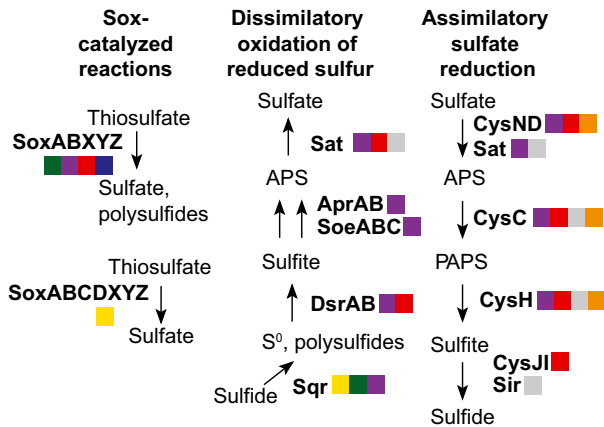 Sox-
catalyzed
reactions
Thiosulfate
SoxABXYZ
Sulfate,
polysulfides
Thiosulfate
SoxABCDXYZ
Sulfate
Dissimilatory
oxidation of
reduced sulfur
Sulfate
Sat
APS
AprAB
SoeABC
Sulfite
DsrAB
S⁰, polysulfides
Sqr
Sulfide
Assimilatory
sulfate
reduction
Sulfate
CysND
Sat
APS
CysC
PAPS
CysH
Sulfite
CysJI
Sir
Sulfide